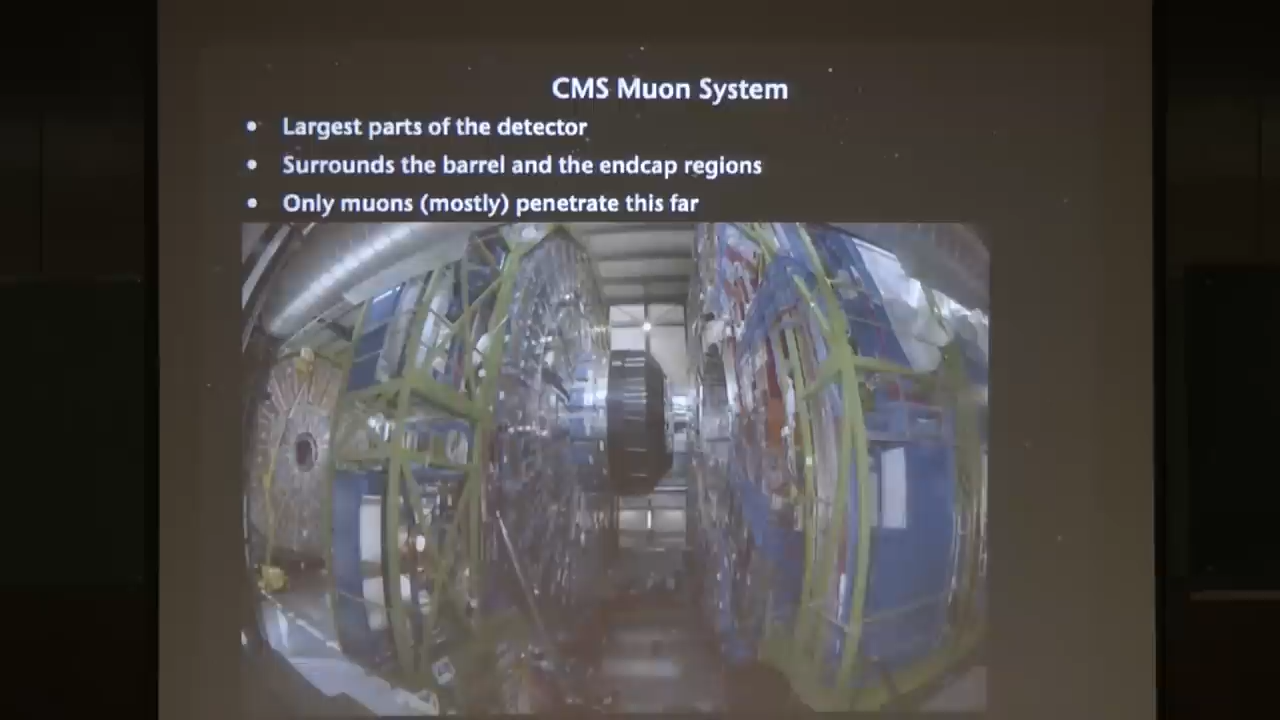 CMS Muon System
• Largest parts of the detector
• Surrounds the barrel and the endcap regions
• Only muons (mostly) penetrate this far